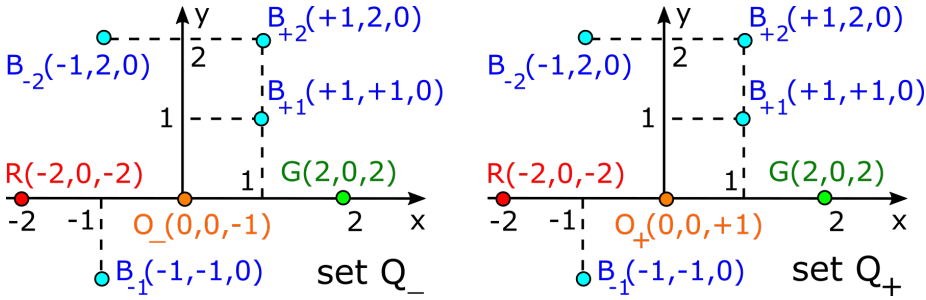 y B₊₂(+1,2,0)
B₋₂(-1,2,0) 2
B₊₁(+1,+1,0)
1
R(-2,0,-2) 1 G(2,0,2)
-2 -1 O₋(0,0,-1) 2 x
B₋₁(-1,-1,0) set Q₋
y B₊₂(+1,2,0)
B₋₂(-1,2,0) 2
B₊₁(+1,+1,0)
1
R(-2,0,-2) 1 G(2,0,2)
-2 -1 O₊(0,0,+1) 2 x
B₋₁(-1,-1,0) set Q₊